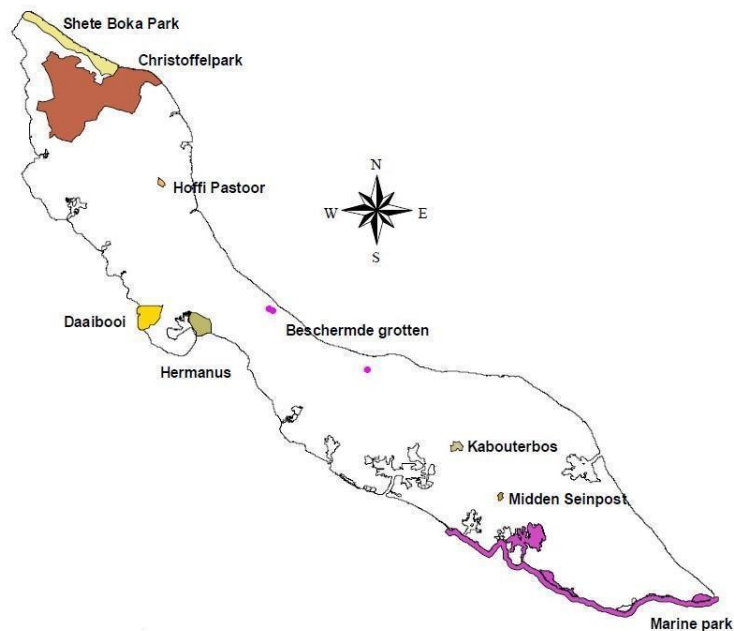 Shete Boka Park
Christoffelpark
N
Hoffi Pastoor
W E
S
Daaibooi
Beschermde grotten
Hermanus
Kabouterbos
Midden Seinpost
Marine park